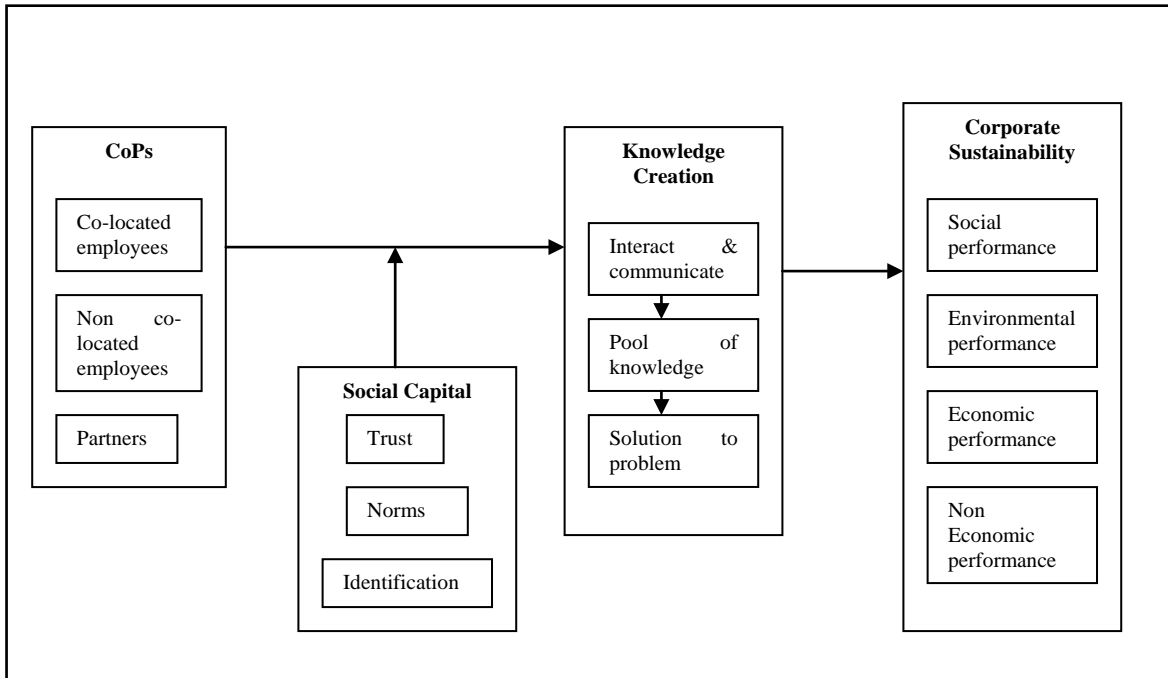 CoPs
Co-located
employees
Non co-
located
employees
Partners
Social Capital
Trust
Norms
Identification
Knowledge
Creation
Interact &
communicate
Pool of
knowledge
Solution to
problem
Corporate
Sustainability
Social
performance
Environmental
performance
Economic
performance
Non
Economic
performance